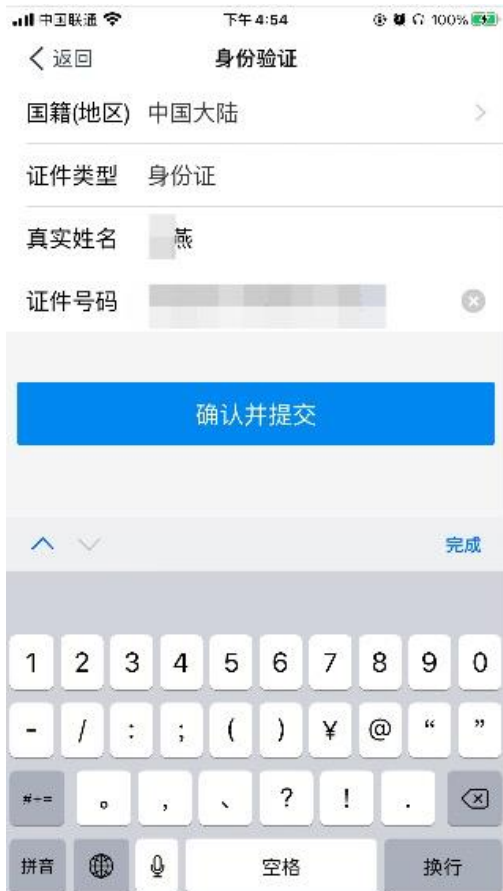 中国联通 下午4:54 100%
返回 身份验证
国籍(地区) 中国大陆
证件类型 身份证
真实姓名 燕
证件号码
确认并提交
完成
1 2 3 4 5 6 7 8 9 0
- / : ; ( ) ¥ @ “ ”
#+= 。 , 、 ? ! .
拼音 空格 换行